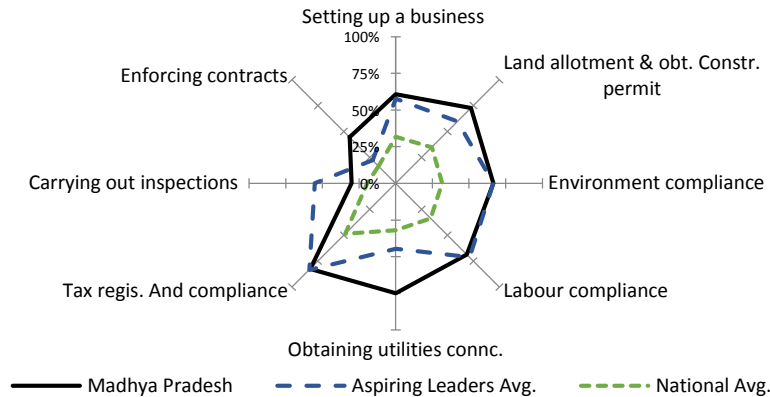 Setting up a business
100%
Land allotment & obt. Constr.
permit
75%
Enforcing contracts
50%
25%
Carrying out inspections
0%
Environment compliance
Tax regis. And compliance
Labour compliance
Obtaining utilities connc.
Madhya Pradesh
Aspiring Leaders Avg.
National Avg.